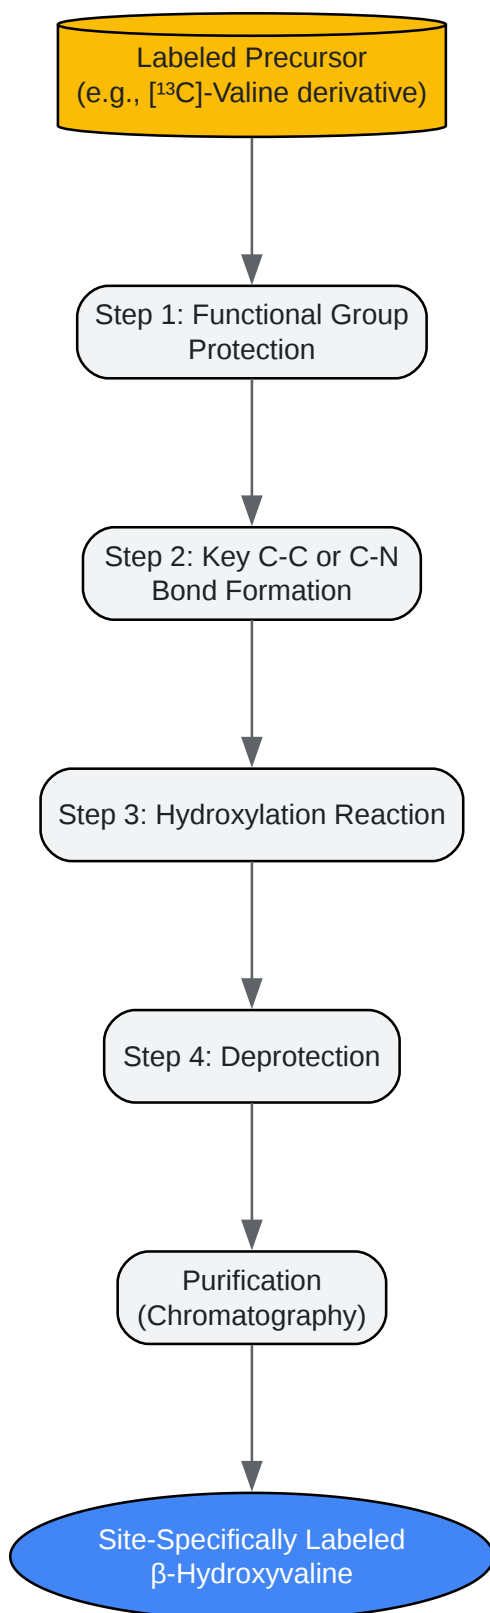 Labeled Precursor
(e.g., [¹³C]-Valine derivative)
Step 1: Functional Group
Protection
Step 2: Key C-C or C-N
Bond Formation
Step 3: Hydroxylation Reaction
Step 4: Deprotection
Purification
(Chromatography)
Site-Specifically Labeled
β-Hydroxyvaline